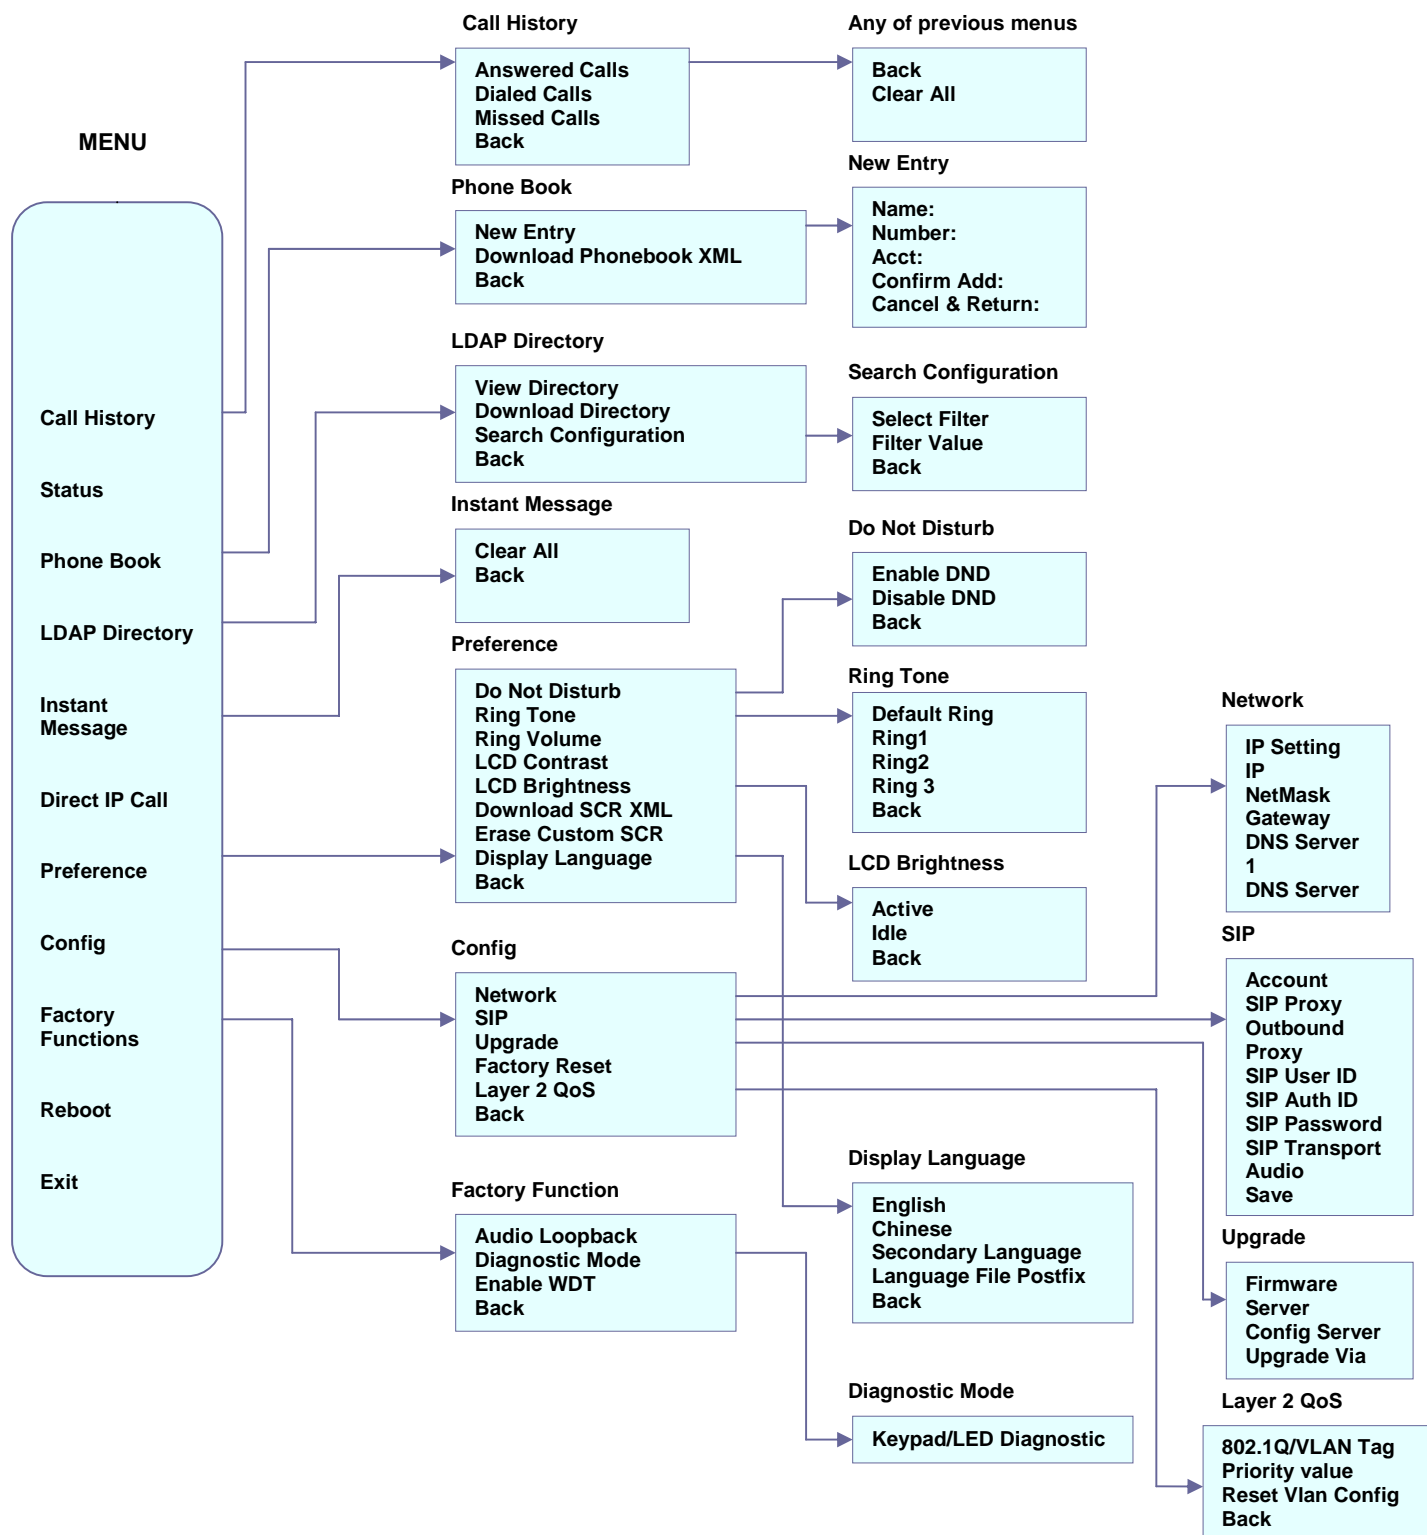 MENU
Call History
Status
Phone Book
LDAP Directory
Instant
Message
Direct IP Call
Preference
Config
Factory
Functions
Reboot
Exit
Call History
Answered Calls
Dialed Calls
Missed Calls
Back
Phone Book
New Entry
Download Phonebook XML
Back
LDAP Directory
View Directory
Download Directory
Search Configuration
Back
Instant Message
Clear All
Back
Preference
Do Not Disturb
Ring Tone
Ring Volume
LCD Contrast
LCD Brightness
Download SCR XML
Erase Custom SCR
Display Language
Back
Config
Network
SIP
Upgrade
Factory Reset
Layer 2 QoS
Back
Factory Function
Audio Loopback
Diagnostic Mode
Enable WDT
Back
Any of previous menus
Back
Clear All
New Entry
Name:
Number:
Acct:
Confirm Add:
Cancel & Return:
Search Configuration
Select Filter
Filter Value
Back
Do Not Disturb
Enable DND
Disable DND
Back
Ring Tone
Default Ring
Ring1
Ring2
Ring 3
Back
LCD Brightness
Active
Idle
Back
Display Language
English
Chinese
Secondary Language
Language File Postfix
Back
Diagnostic Mode
Keypad/LED Diagnostic
Network
IP Setting
IP
NetMask
Gateway
DNS Server
1
DNS Server
SIP
Account
SIP Proxy
Outbound
Proxy
SIP User ID
SIP Auth ID
SIP Password
SIP Transport
Audio
Save
Upgrade
Firmware
Server
Config Server
Upgrade Via
Layer 2 QoS
802.1Q/VLAN Tag
Priority value
Reset Vlan Config
Back